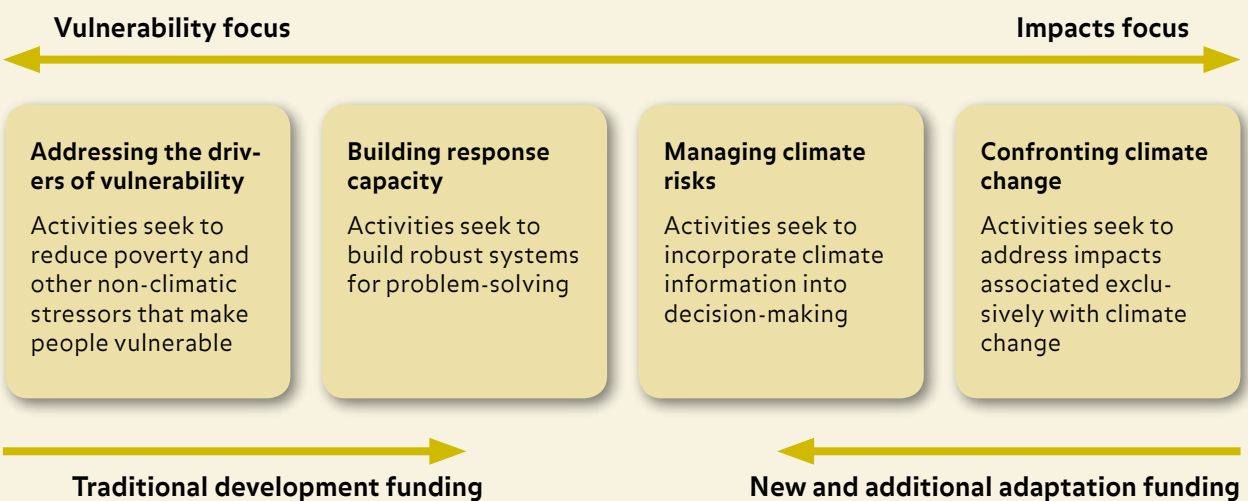 Vulnerability focus
Impacts focus
Addressing the driv-
ers of vulnerability
Activities seek to
reduce poverty and
other non-climatic
stressors that make
people vulnerable
Building response
capacity
Activities seek to
build robust systems
for problem-solving
Managing climate
risks
Activities seek to
incorporate climate
information into
decision-making
Confronting climate
change
Activities seek to
address impacts
associated exclu-
sively with climate
change
Traditional development funding
New and additional adaptation funding